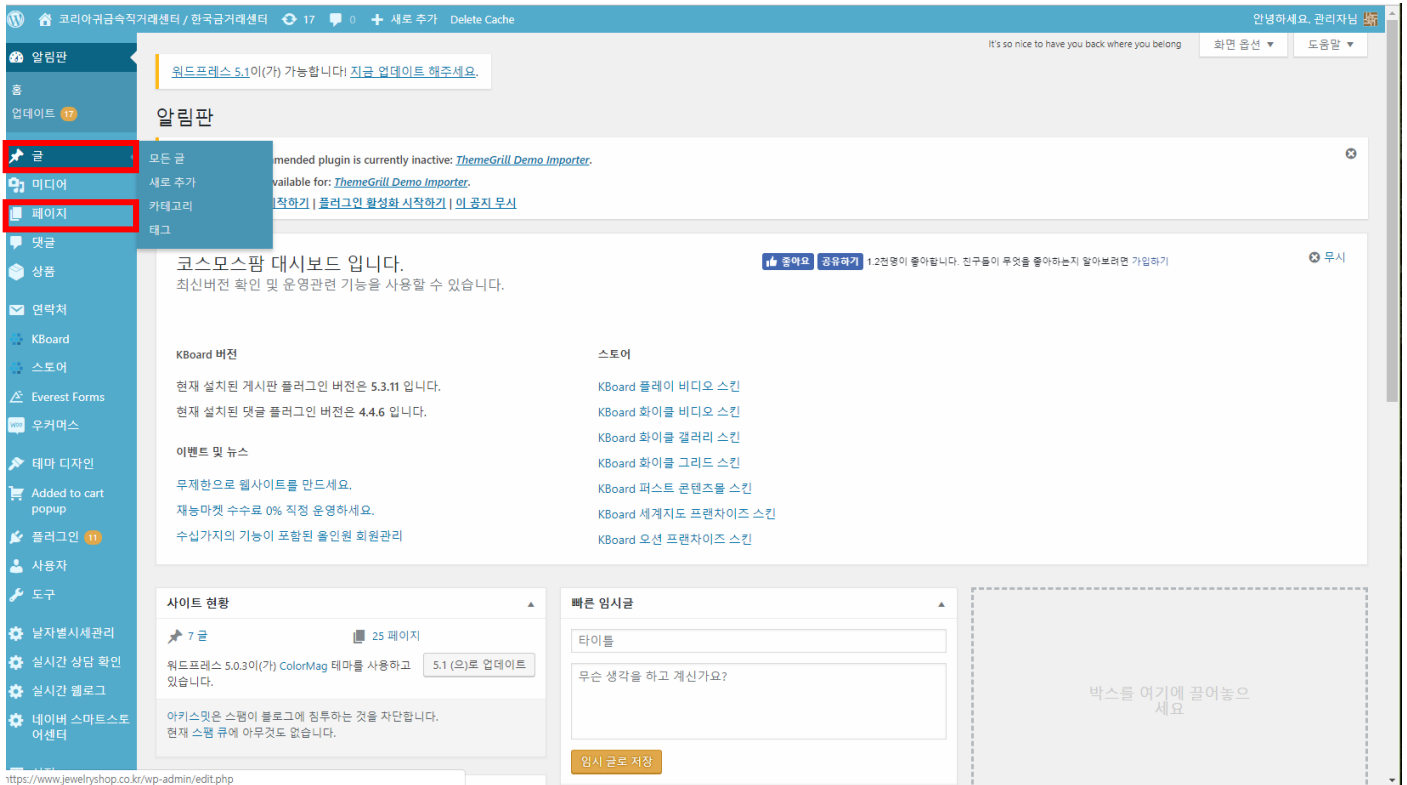 코리아귀금속직거래센터 / 한국금거래센터 17 0 새로 추가 Delete Cache
안녕하세요, 관리자님
알림판
홈
업데이트 17
글
미디어
페이지
댓글
상품
연락처
KBoard
스토어
Everest Forms
우커머스
테마 디자인
Added to cart
popup
플러그인 11
사용자
도구
날자별시세관리
실시간 상담 확인
실시간 웹로그
네이버 스마트스토
어센터
모든 글
새로 추가
카테고리
태그
It's so nice to have you back where you belong
화면 옵션 ▼
도움말 ▼
워드프레스 5.1이(가) 가능합니다! 지금 업데이트 해주세요.
알림판
mended plugin is currently inactive: ThemeGrill Demo Importer.
vailable for: ThemeGrill Demo Importer.
시작하기 | 플러그인 활성화 시작하기 | 이 공지 무시
코스모스팜 대시보드 입니다.
최신버전 확인 및 운영관련 기능을 사용할 수 있습니다.
좋아요 공유하기 1.2천명이 좋아합니다. 친구들이 무엇을 좋아하는지 알아보려면 가입하기
무시
KBoard 버전
현재 설치된 게시판 플러그인 버전은 5.3.11 입니다.
현재 설치된 댓글 플러그인 버전은 4.4.6 입니다.
이벤트 및 뉴스
무제한으로 웹사이트를 만드세요.
재능마켓 수수료 0% 직정 운영하세요.
수십가지의 기능이 포함된 올인원 회원관리
스토어
KBoard 플레이 비디오 스킨
KBoard 화이클 비디오 스킨
KBoard 화이클 갤러리 스킨
KBoard 화이클 그리드 스킨
KBoard 퍼스트 콘텐츠몰 스킨
KBoard 세계지도 프랜차이즈 스킨
KBoard 오션 프랜차이즈 스킨
사이트 현황
7 글
25 페이지
워드프레스 5.0.3이(가) ColorMag 테마를 사용하고
있습니다.
5.1 (으)로 업데이트
아키스밋은 스팸이 블로그에 침투하는 것을 차단합니다.
현재 스팸 큐에 아무것도 없습니다.
빠른 임시글
타이틀
무슨 생각을 하고 계신가요?
임시 글로 저장
박스를 여기에 끌어놓으
세요
https://www.jewelryshop.co.kr/wp-admin/edit.php